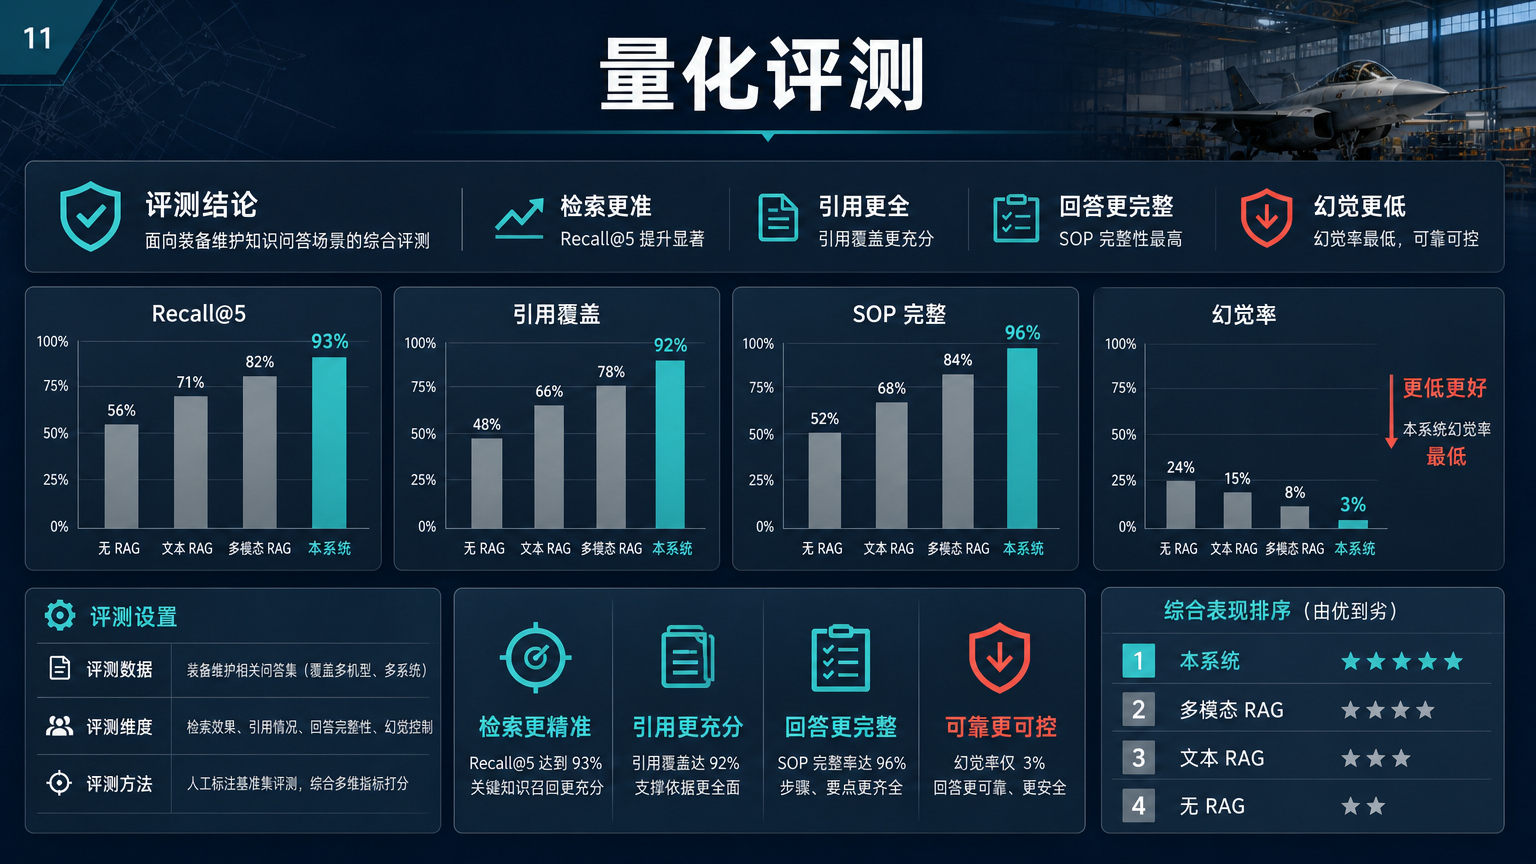 11
量化评测
评测结论
面向装备维护知识问答场景的综合评测
检索更准
Recall@5 提升显著
引用更全
引用覆盖更充分
回答更完整
SOP 完整性最高
幻觉更低
幻觉率最低，可靠可控
Recall@5
100%
75%
50%
25%
0%
56%
71%
82%
93%
无 RAG
文本 RAG
多模态 RAG
本系统
引用覆盖
100%
75%
50%
25%
0%
48%
66%
78%
92%
无 RAG
文本 RAG
多模态 RAG
本系统
SOP 完整
100%
75%
50%
25%
0%
52%
68%
84%
96%
无 RAG
文本 RAG
多模态 RAG
本系统
幻觉率
100%
75%
50%
25%
0%
24%
15%
8%
3%
无 RAG
文本 RAG
多模态 RAG
本系统
更低更好
本系统幻觉率
最低
评测设置
评测数据
装备维护相关问答集（覆盖多机型、多系统）
评测维度
检索效果、引用情况、回答完整性、幻觉控制
评测方法
人工标注基准集评测，综合多维指标打分
检索更精准
Recall@5 达到 93%
关键知识召回更充分
引用更充分
引用覆盖达 92%
支撑依据更全面
回答更完整
SOP 完整率达 96%
步骤、要点更齐全
可靠更可控
幻觉率仅 3%
回答更可靠、更安全
综合表现排序（由优到劣）
1 本系统 ★★★★★
2 多模态 RAG ★★★★
3 文本 RAG ★★★
4 无 RAG ★★